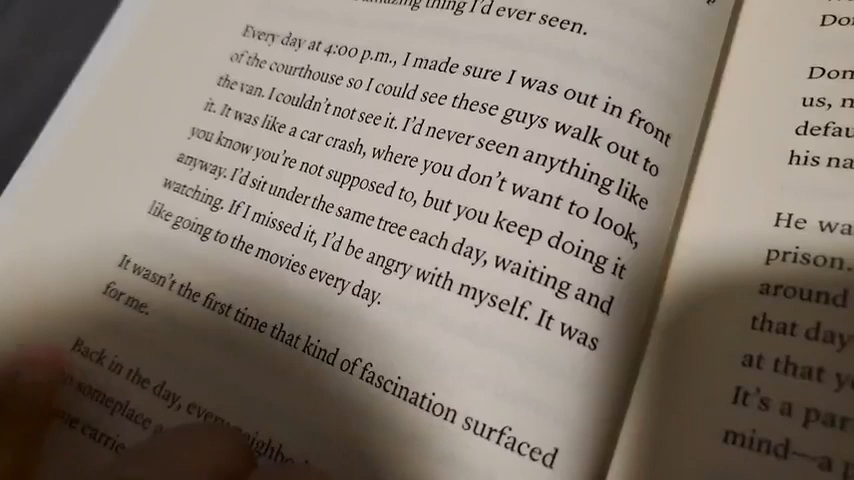 amazing thing I'd ever seen.
Every day at 4:00 p.m., I made sure I was out in front
of the courthouse so I could see these guys walk out to
the van. I couldn't not see it. I'd never seen anything like
it. It was like a car crash, where you don't want to look,
you know you're not supposed to, but you keep doing it
anyway. I'd sit under the same tree each day, waiting and
watching. If I missed it, I'd be angry with myself. It was
like going to the movies every day.
It wasn't the first time that kind of fascination surfaced
for me.
Back in the day, every
someplace
carrie
Don
us, n
defau
his na
He wa
prison.
around
that day
at that y
It's a par
mind—a p